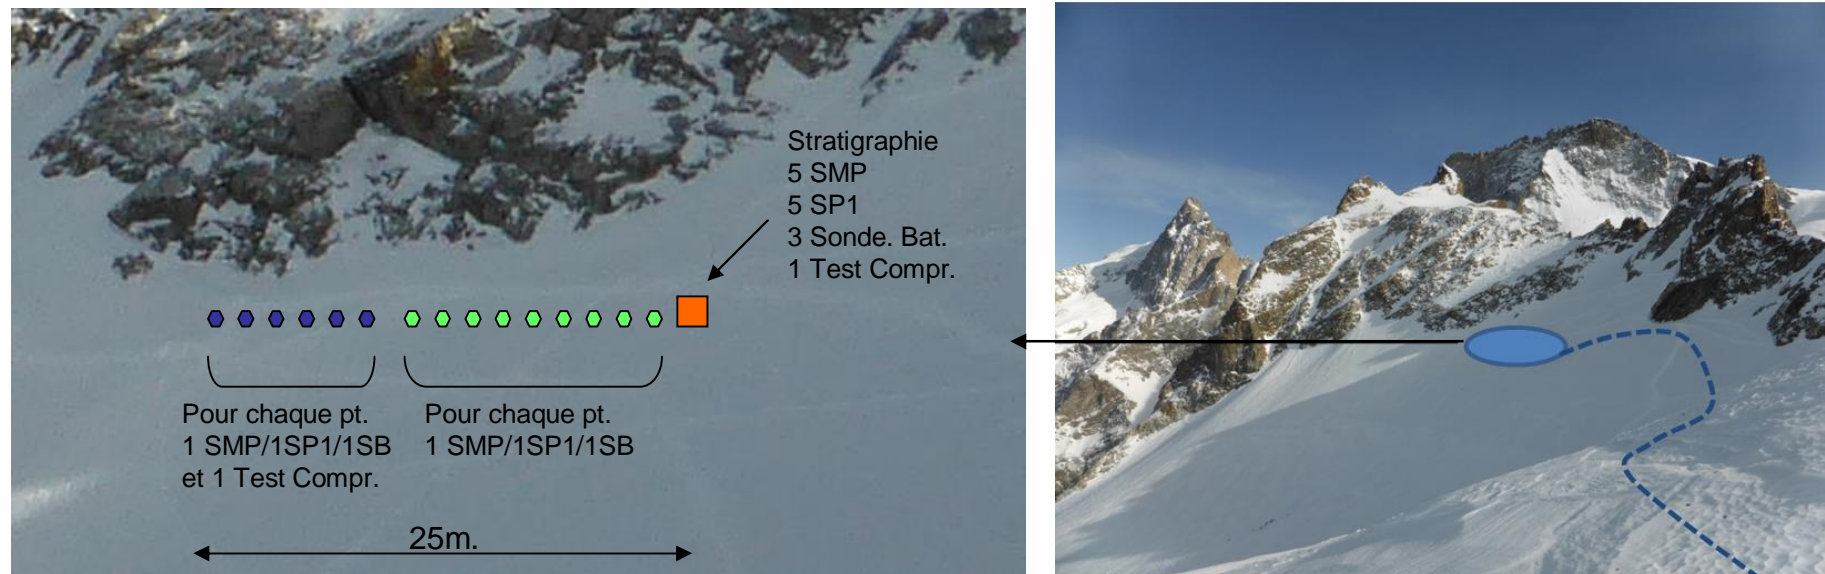 Stratigraphie
5 SMP
5 SP1
3 Sonde. Bat.
1 Test Compr.
Pour chaque pt.
1 SMP/1SP1/1SB
et 1 Test Compr.
Pour chaque pt.
1 SMP/1SP1/1SB
25m.